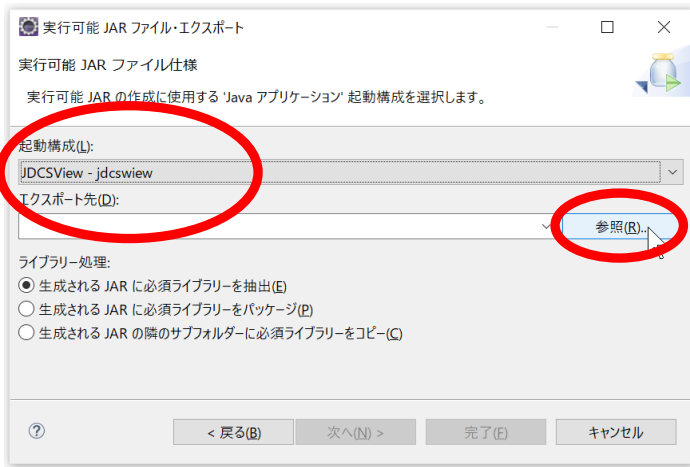 実行可能 JAR ファイル・エクスポート
実行可能 JAR ファイル仕様
実行可能 JAR の作成に使用する 'Java アプリケーション' 起動構成を選択します。
起動構成(L):
JDCSView - jdcswiew
エクスポート先(D):
参照(R)...
ライブラリー処理:
生成される JAR に必須ライブラリーを抽出(E)
生成される JAR に必須ライブラリーをパッケージ(P)
生成される JAR の隣のサブフォルダーに必須ライブラリーをコピー(C)
< 戻る(B) 次へ(N) > 完了(F) キャンセル